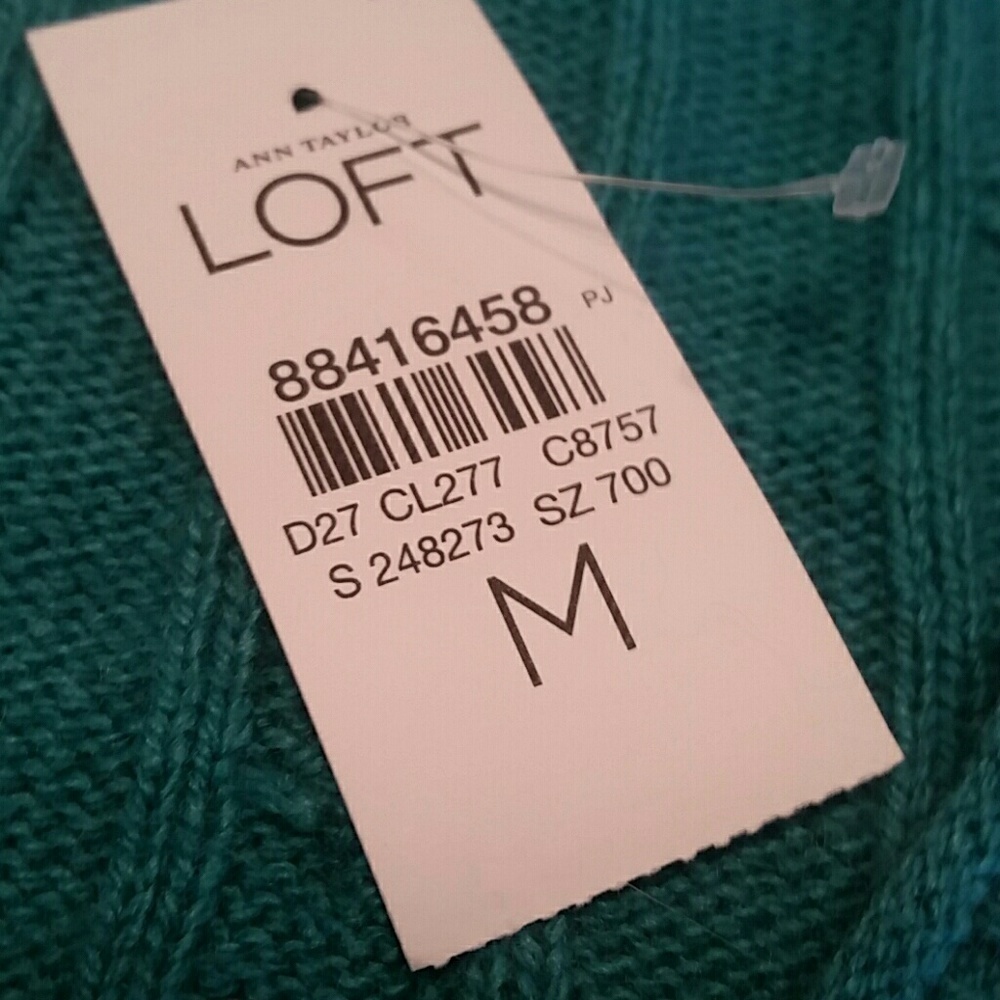 ANN TAYLOR
LOFT
88416458 PJ
D27 CL277 C8757
S 248273 SZ 700
M